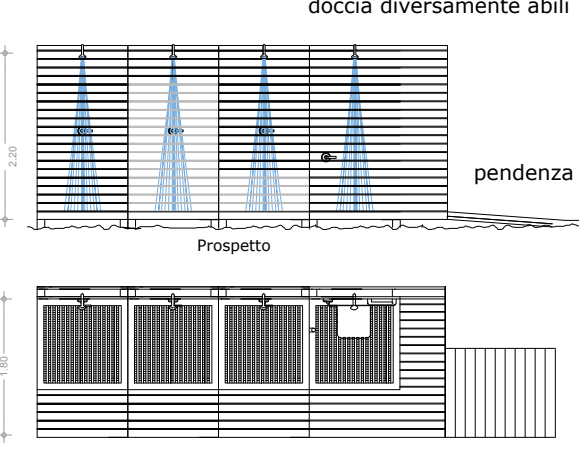 doccia diversamente abili
2.20
pendenza
Prospetto
1.80